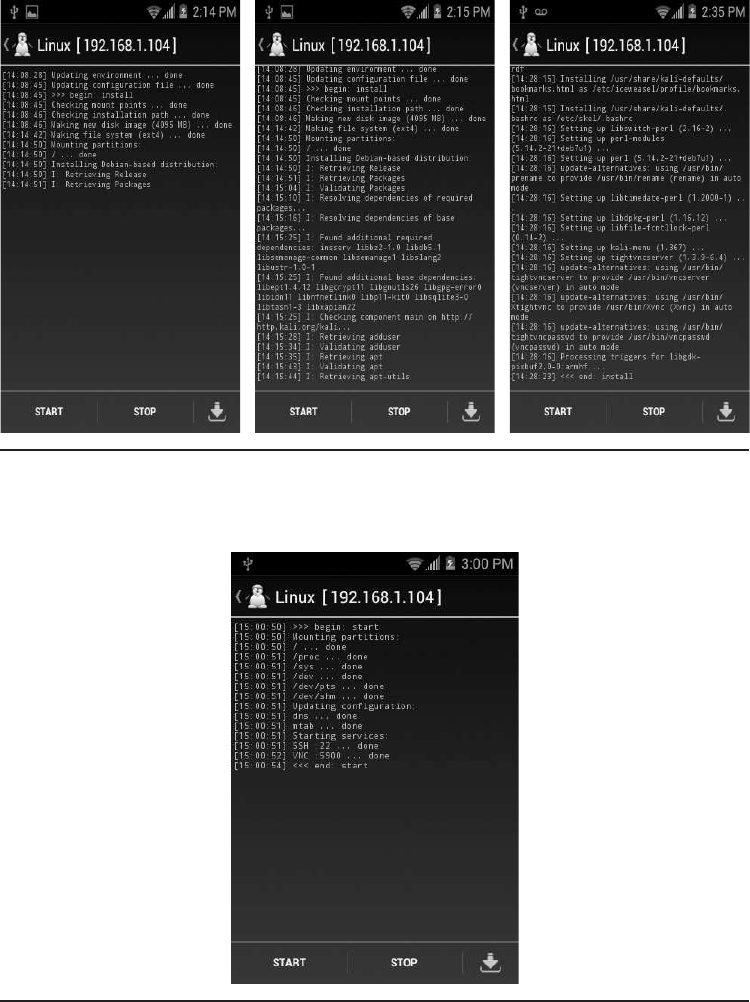 2:14 PM
Linux [192.168.1.104]
[14:08:28] Updating environment ... done
[14:08:45] Updating configuration file ... done
[14:08:45] >>> begin: install
[14:08:45] Checking mount points ... done
[14:08:46] Checking installation path ... done
[14:08:46] Making new disk image (4095 MB) ... done
[14:14:42] Making file system (ext4) ... done
[14:14:50] Mounting partitions:
[14:14:50] / ... done
[14:14:50] Installing Debian-based distribution:
[14:14:50] I: Retrieving Release
[14:14:51] I: Retrieving Packages
START
STOP
2:15 PM
Linux [192.168.1.104]
[14:08:28] Updating environment ... done
[14:08:45] Updating configuration file ... done
[14:08:45] >>> begin: install
[14:08:45] Checking mount points ... done
[14:08:46] Checking installation path ... done
[14:08:46] Making new disk image (4095 MB) ... done
[14:14:42] Making file system (ext4) ... done
[14:14:50] Mounting partitions:
[14:14:50] / ... done
[14:14:50] Installing Debian-based distribution:
[14:14:50] I: Retrieving Release
[14:14:51] I: Retrieving Packages
[14:15:04] I: Validating Packages
[14:15:10] I: Resolving dependencies of required
packages...
[14:15:16] I: Resolving dependencies of base
packages...
[14:15:25] I: Found additional required
dependencies: insserv libbz2-1.0 libdb5.1
libsemanage-common libsemanage1 libslang2
libustr-1.0-1
[14:15:25] I: Found additional base dependencies:
libept1.4.12 libgcrypt11 libgnutls26 libgpg-error0
libidn11 libnfnetlink0 libp11-kit0 libsqlite3-0
libtasn1-3 libxapian22
[14:15:25] I: Checking component main on http://
http.kali.org/kali...
[14:15:28] I: Retrieving adduser
[14:15:34] I: Validating adduser
[14:15:35] I: Retrieving apt
[14:15:43] I: Validating apt
[14:15:44] I: Retrieving apt-utils
START
STOP
2:35 PM
Linux [192.168.1.104]
rdf
[14:28:15] Installing /usr/share/kali-defaults/
bookmarks.html as /etc/iceweasel/profile/bookmarks.
html
[14:28:15] Installing /usr/share/kali-defaults/.
bashrc as /etc/skel/.bashrc
[14:28:16] Setting up libswitch-perl (2.16-2) ...
[14:28:16] Setting up perl-modules
(5.14.2-21+deb7u1) ...
[14:28:16] Setting up perl (5.14.2-21+deb7u1) ...
[14:28:16] update-alternatives: using /usr/bin/
prename to provide /usr/bin/rename (rename) in auto
mode
[14:28:16] Setting up libtimedate-perl (1.2000-1)
...
[14:28:16] Setting up libdpkg-perl (1.16.12) ...
[14:28:16] Setting up libfile-fcntllock-perl
(0.14-2) ...
[14:28:16] Setting up kali-menu (1.367) ...
[14:28:16] Setting up tightvncserver (1.3.9-6.4) ...
[14:28:16] update-alternatives: using /usr/bin/
tightvncserver to provide /usr/bin/vncserver
(vncserver) in auto mode
[14:28:16] update-alternatives: using /usr/bin/
Xtightvnc to provide /usr/bin/Xvnc (Xvnc) in auto
mode
[14:28:16] update-alternatives: using /usr/bin/
tightvncpasswd to provide /usr/bin/vncpasswd
(vncpasswd) in auto mode
[14:28:16] Processing triggers for libgdk-
pixbuf2.0-0:armhf ...
[14:28:23] <<< end: install
START
STOP
3:00 PM
Linux [192.168.1.104]
[15:00:50] >>> begin: start
[15:00:50] Mounting partitions:
[15:00:50] / ... done
[15:00:51] /proc ... done
[15:00:51] /sys ... done
[15:00:51] /dev ... done
[15:00:51] /dev/pts ... done
[15:00:51] /dev/shm ... done
[15:00:51] Updating configuration:
[15:00:51] dns ... done
[15:00:51] mtab ... done
[15:00:51] Starting services:
[15:00:51] SSH :22 ... done
[15:00:52] VNC :5900 ... done
[15:00:54] <<< end: start
START
STOP